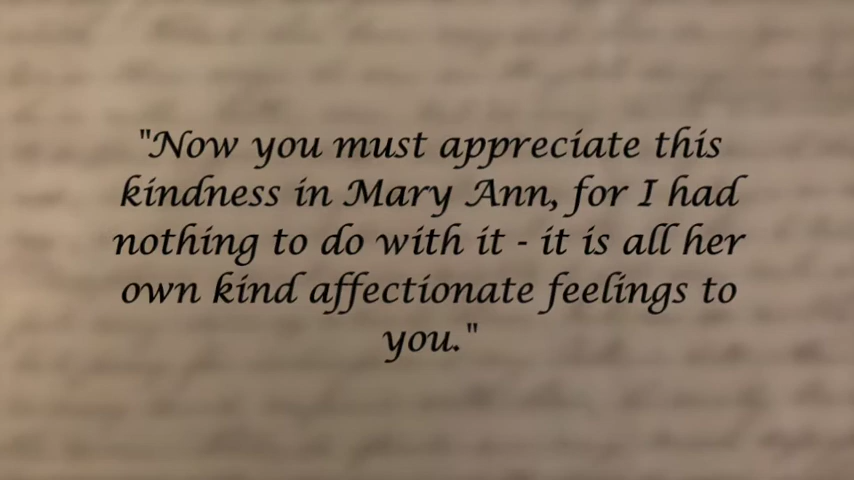 "Now you must appreciate this
kindness in Mary Ann, for I had
nothing to do with it - it is all her
own kind affectionate feelings to
you."